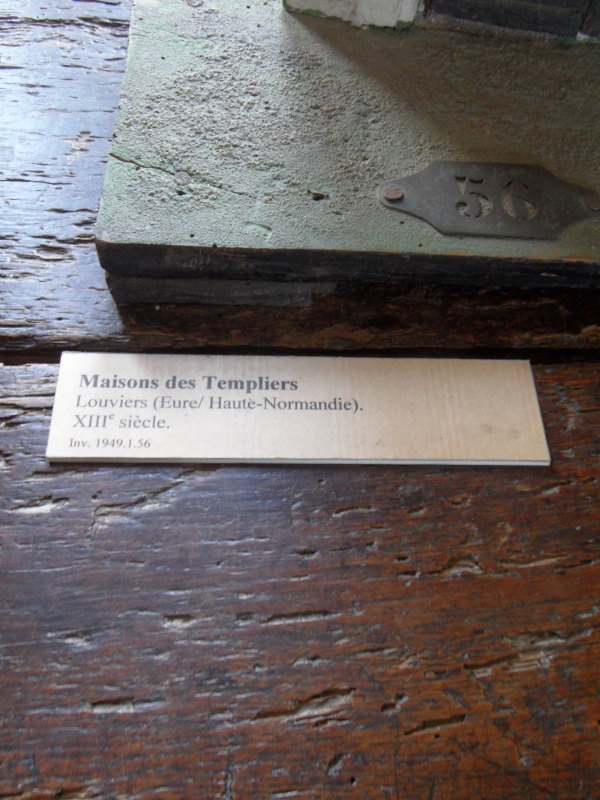 56
Maisons des Templiers
Louviers (Eure/ Haute-Normandie).
XIIIe siècle.
Inv. 1949.1.56